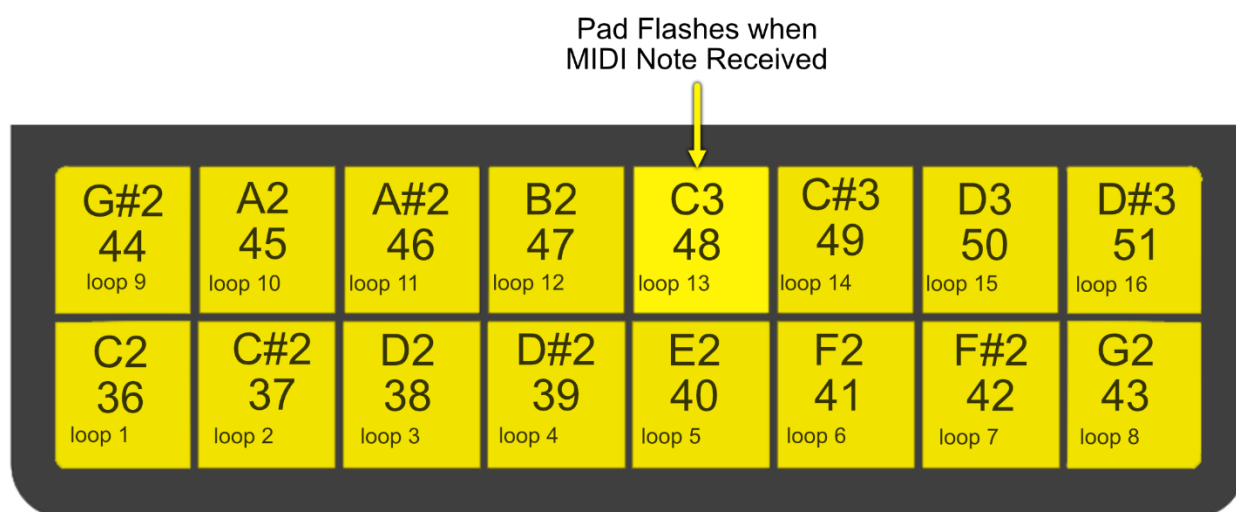 Pad Flashes when
MIDI Note Received
G#2 A2 A#2 B2 C3 C#3 D3 D#3
44 45 46 47 48 49 50 51
loop 9 loop 10 loop 11 loop 12 loop 13 loop 14 loop 15 loop 16
C2 C#2 D2 D#2 E2 F2 F#2 G2
36 37 38 39 40 41 42 43
loop 1 loop 2 loop 3 loop 4 loop 5 loop 6 loop 7 loop 8